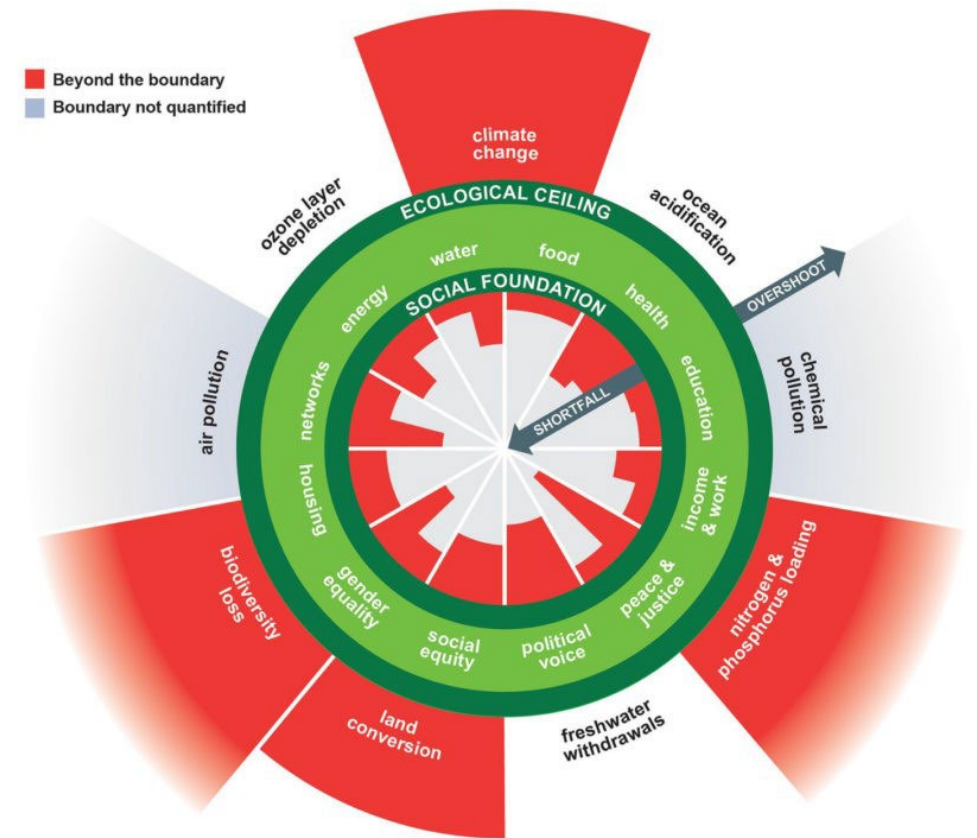 Beyond the boundary
Boundary not quantified
climate
change
ozone layer
depletion
ocean
acidification
ECOLOGICAL CEILING
water
food
energy
SOCIAL FOUNDATION
health
OVERSHOOT
air pollution
networks
SHORTFALL
education
chemical
pollution
housing
income
& work
biodiversity
loss
gender
equality
social
equity
political
voice
peace &
justice
nitrogen &
phosphorus loading
land
conversion
freshwater
withdrawals